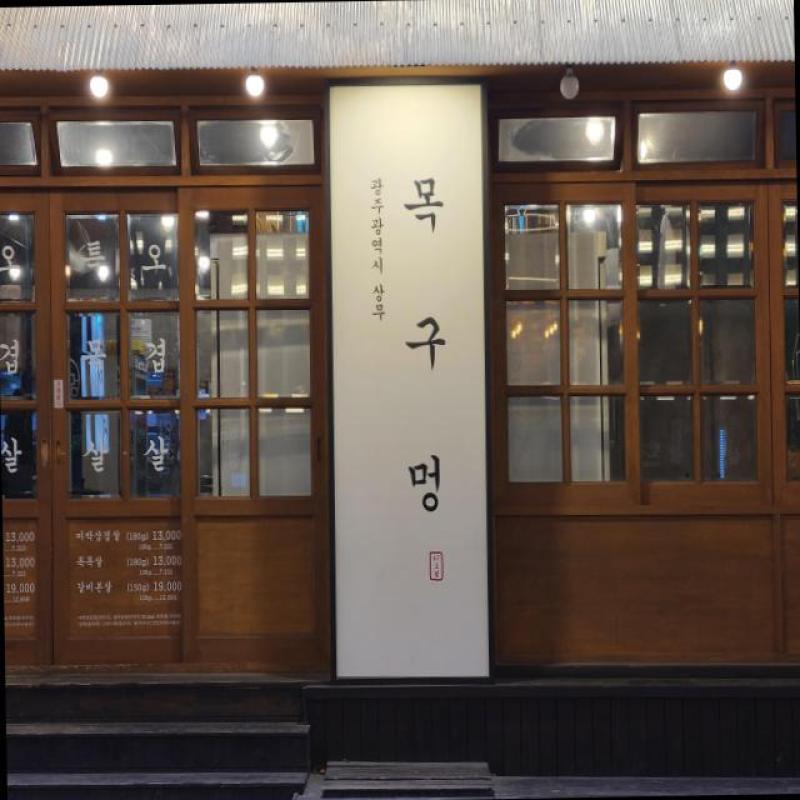 광주광역시 상무
목구멍
오겹살
특목살
오겹살
미박삼겹살 (180g) 13,000
특목살 (180g) 13,000
갈비본살 (150g) 19,000
13,000
13,000
19,000